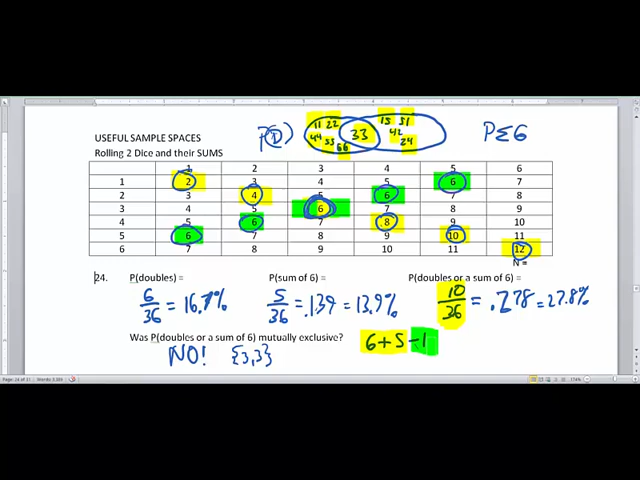 11 22 15 51
P(D) 44 55 66 33 42 24 PΣ6
USEFUL SAMPLE SPACES
Rolling 2 Dice and their SUMS
1 2 3 4 5 6
1 2 3 4 5 6 7
2 3 4 5 6 7 8
3 4 5 6 7 8 9
4 5 6 7 8 9 10
5 6 7 8 9 10 11
6 7 8 9 10 11 12
N =
24. P(doubles) = P(sum of 6) = P(doubles or a sum of 6) =
6/36 = 16.7% 5/36 = .139 = 13.9% 10/36 = .278 = 27.8%
Was P(doubles or a sum of 6) mutually exclusive? 6+5-1
NO! {3,3}